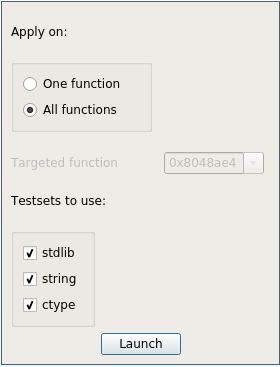 Apply on:
One function
All functions
Targeted function 0x8048ae4
Testsets to use:
stdlib
string
ctype
Launch